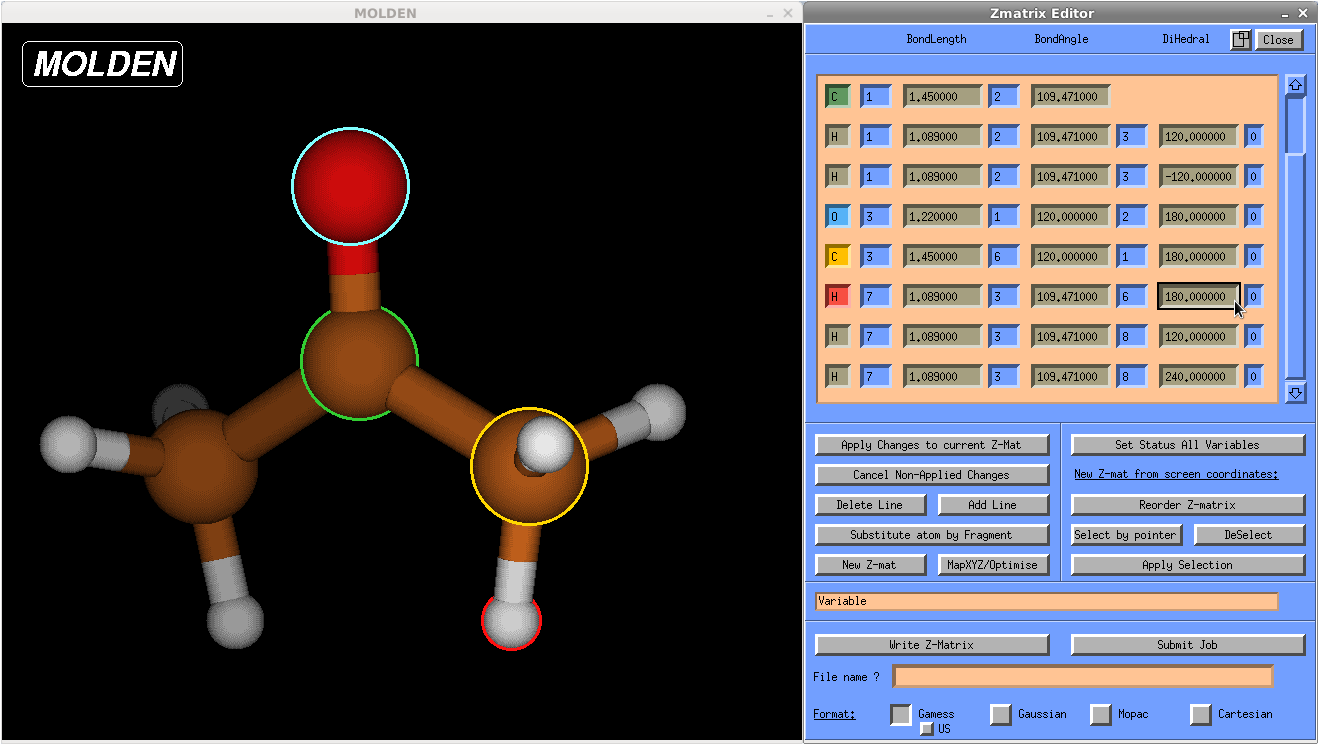 MOLDEN
Zmatrix Editor
MOLDEN
BondLength BondAngle DiHedral Close
C 1 1.450000 2 109.471000
H 1 1.089000 2 109.471000 3 120.000000 0
H 1 1.089000 2 109.471000 3 -120.000000 0
O 3 1.220000 1 120.000000 2 180.000000 0
C 3 1.450000 6 120.000000 1 180.000000 0
H 7 1.089000 3 109.471000 6 180.000000 0
H 7 1.089000 3 109.471000 8 120.000000 0
H 7 1.089000 3 109.471000 8 240.000000 0
Apply Changes to current Z-Mat
Set Status All Variables
Cancel Non-Applied Changes
New Z-mat from screen coordinates:
Delete Line Add Line
Reorder Z-matrix
Substitute atom by Fragment
Select by pointer DeSelect
New Z-mat MapXYZ/Optimise
Apply Selection
Variable
Write Z-Matrix Submit Job
File name ?
Format: Gamess Gaussian Mopac Cartesian
US